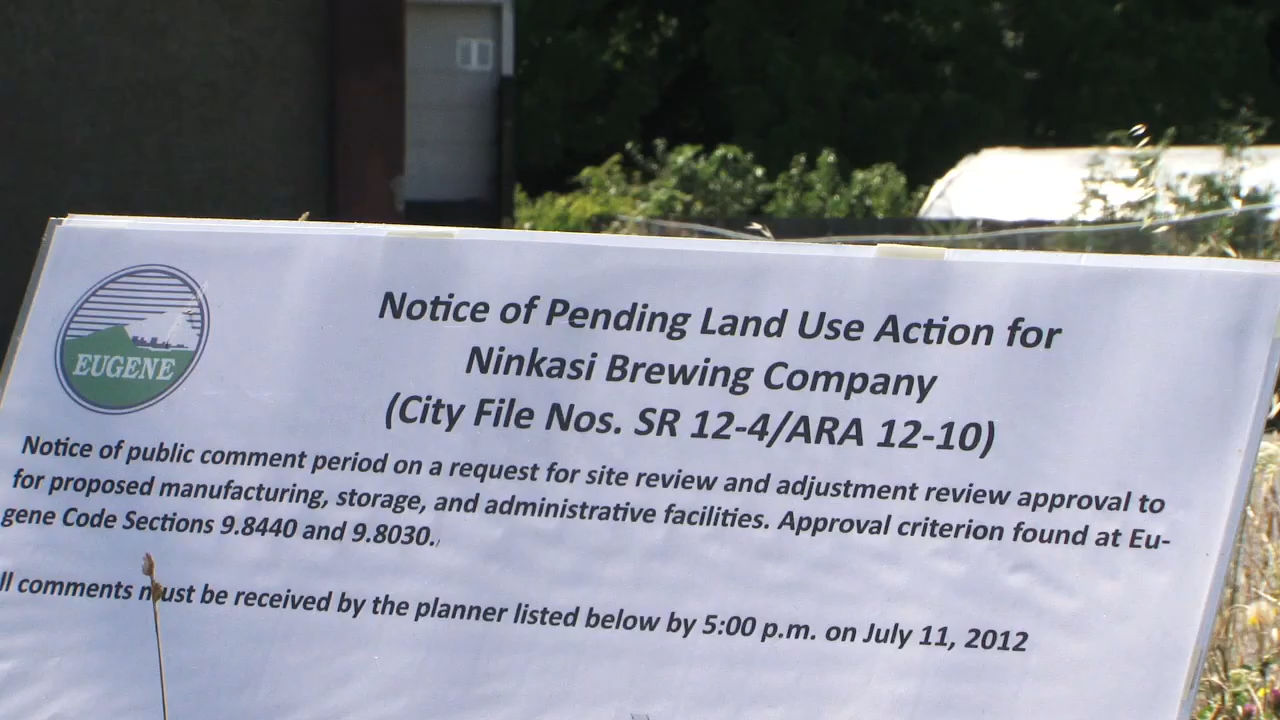 EUGENE
Notice of Pending Land Use Action for
Ninkasi Brewing Company
(City File Nos. SR 12-4/ARA 12-10)
Notice of public comment period on a request for site review and adjustment review approval to
for proposed manufacturing, storage, and administrative facilities. Approval criterion found at Eu-
gene Code Sections 9.8440 and 9.8030.
ll comments must be received by the planner listed below by 5:00 p.m. on July 11, 2012